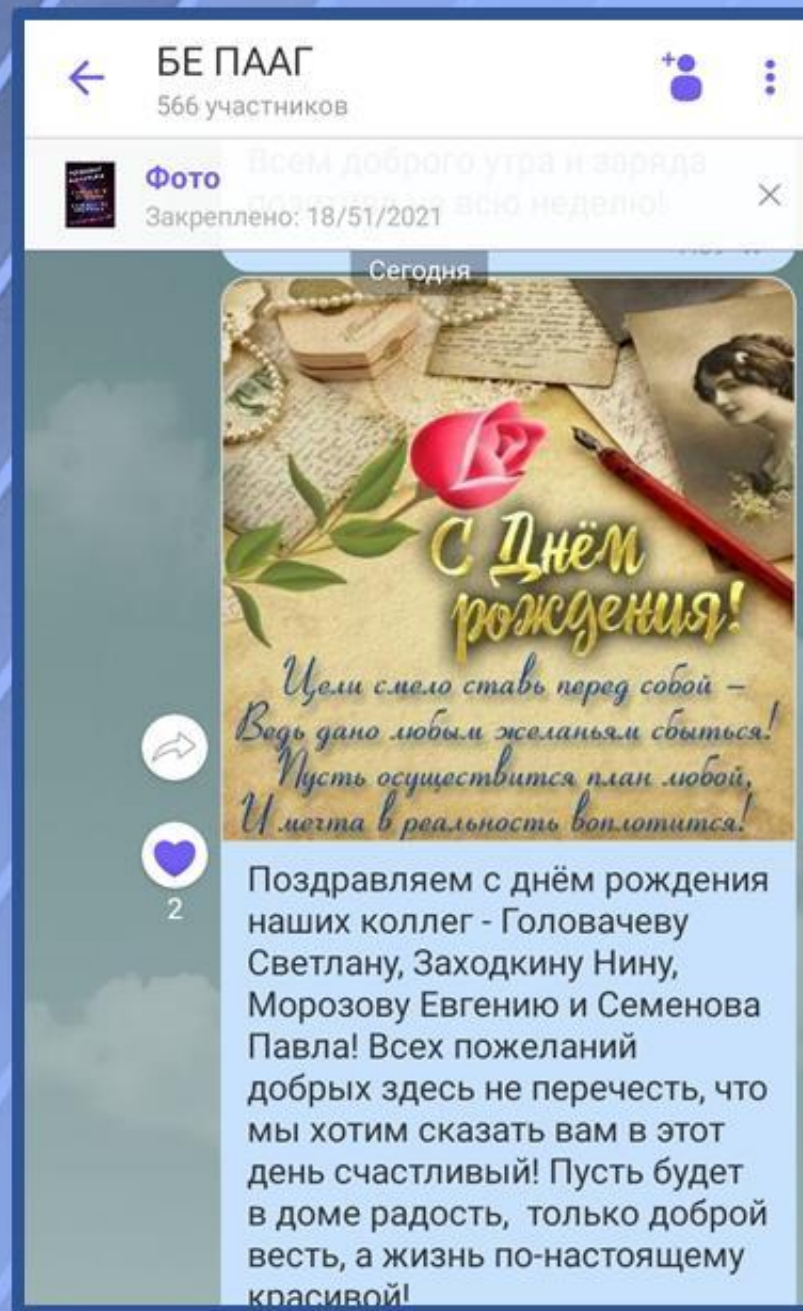 БЕ ПААГ
566 участников
Всем доброго утра и заряда
всю неделю!
Фото
Закреплено: 18/51/2021
Сегодня
С Днём
рождения!
Цели смело ставь перед собой –
Ведь дано любым желаньям сбыться!
Пусть осуществится план любой,
И мечта в реальность воплотится!
2
Поздравляем с днём рождения
наших коллег - Головачеву
Светлану, Заходкину Нину,
Морозову Евгению и Семенова
Павла! Всех пожеланий
добрых здесь не перечесть, что
мы хотим сказать вам в этот
день счастливый! Пусть будет
в доме радость, только доброй
весть, а жизнь по-настоящему
красивой!